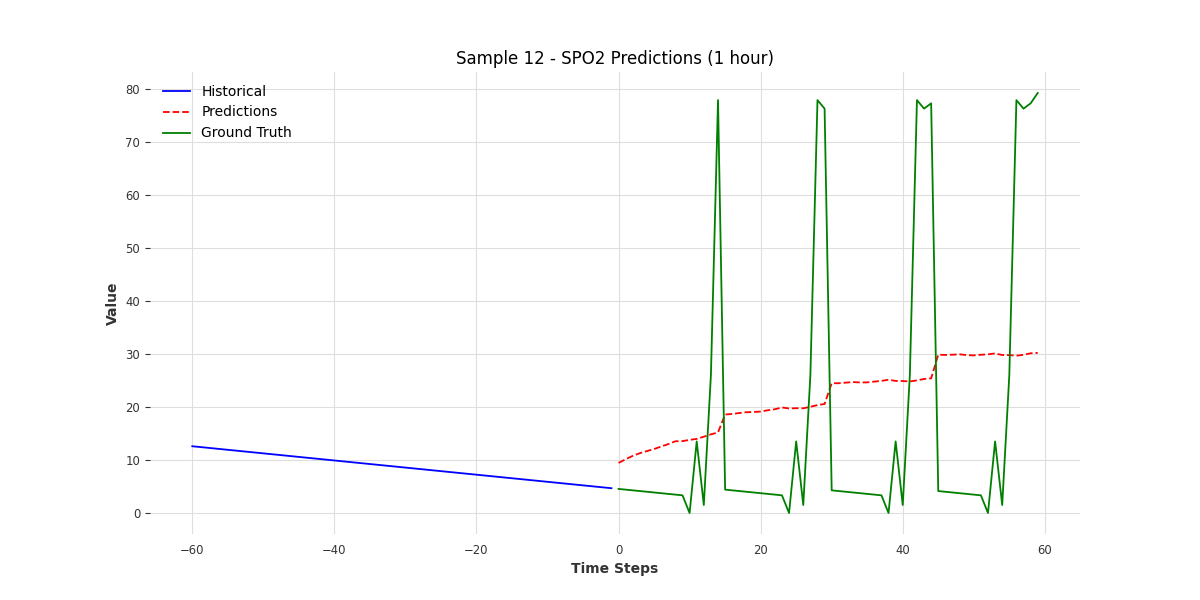 Sample 12 - SPO2 Predictions (1 hour)
Historical
Predictions
Ground Truth
80
70
60
50
40
30
20
10
0
Value
−60
−40
−20
0
20
40
60
Time Steps